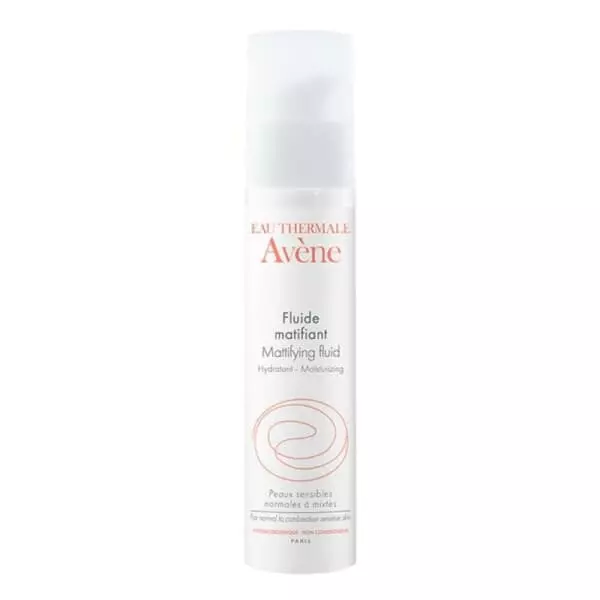 EAU THERMALE
Avène
Fluide
matifiant
Mattifying fluid
Hydratant - Moisturizing
Peaux sensibles
normales à mixtes
For normal to combination sensitive skin
PARIS